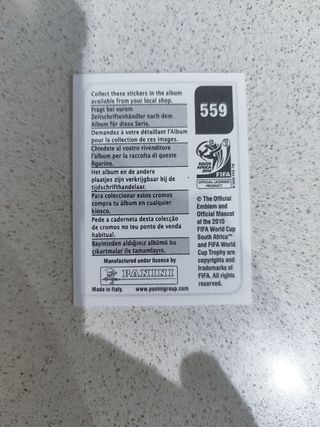 Collect these stickers in the album
available from your local shop.
Fragt bei eurem
Zeitschriftenhändler nach dem
Album für diese Serie.
Demandez à votre détaillant l'Album
pour la collection de ces images.
Chiedete al vostro rivenditore
l'album per la raccolta di queste
figurine.
Het album en de andere
plaatjes zijn verkrijgbaar bij de
tijdschrifthandelaar.
Para coleccionar estos cromos
compra tu álbum en cualquier
kiosco.
Pede a caderneta desta colecção
de cromos no teu ponto de venda
habitual.
Bayinizden aldığınız albümü bu
çıkartmalar ile tamamlayın.
Manufactured under licence by
PANINI
Made in Italy. www.paninigroup.com
559
SOUTH AFRICA
2010
FIFA
OFFICIAL LICENSED
PRODUCT
© The Official
Emblem and
Official Mascot
of the 2010
FIFA World Cup
South Africa™
and FIFA World
Cup Trophy are
copyrights and
trademarks of
FIFA. All rights
reserved.